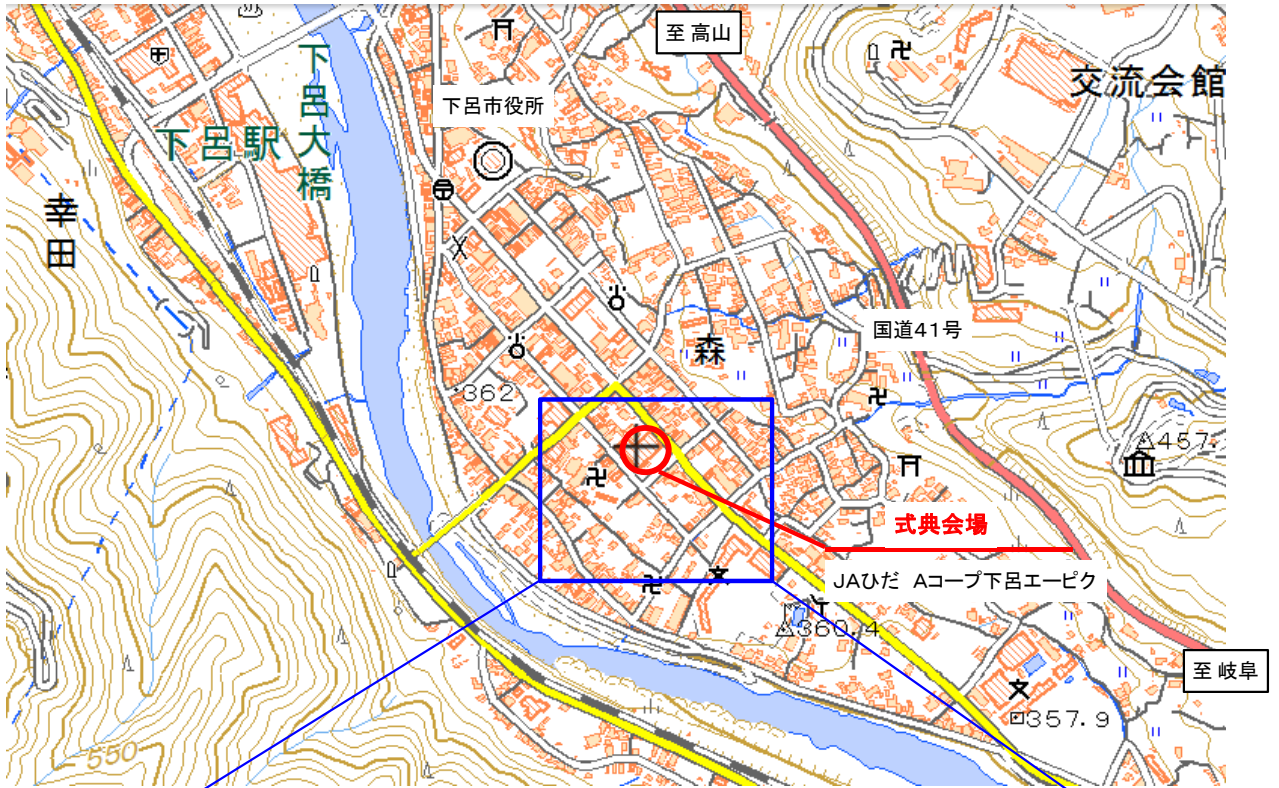 至 高山
下呂大橋
交流会館
下呂市役所
下呂駅
幸田
国道41号
森
362
457.
式典会場
JAひだ Aコープ下呂エーピク
360.4
至 岐阜
357.9
550